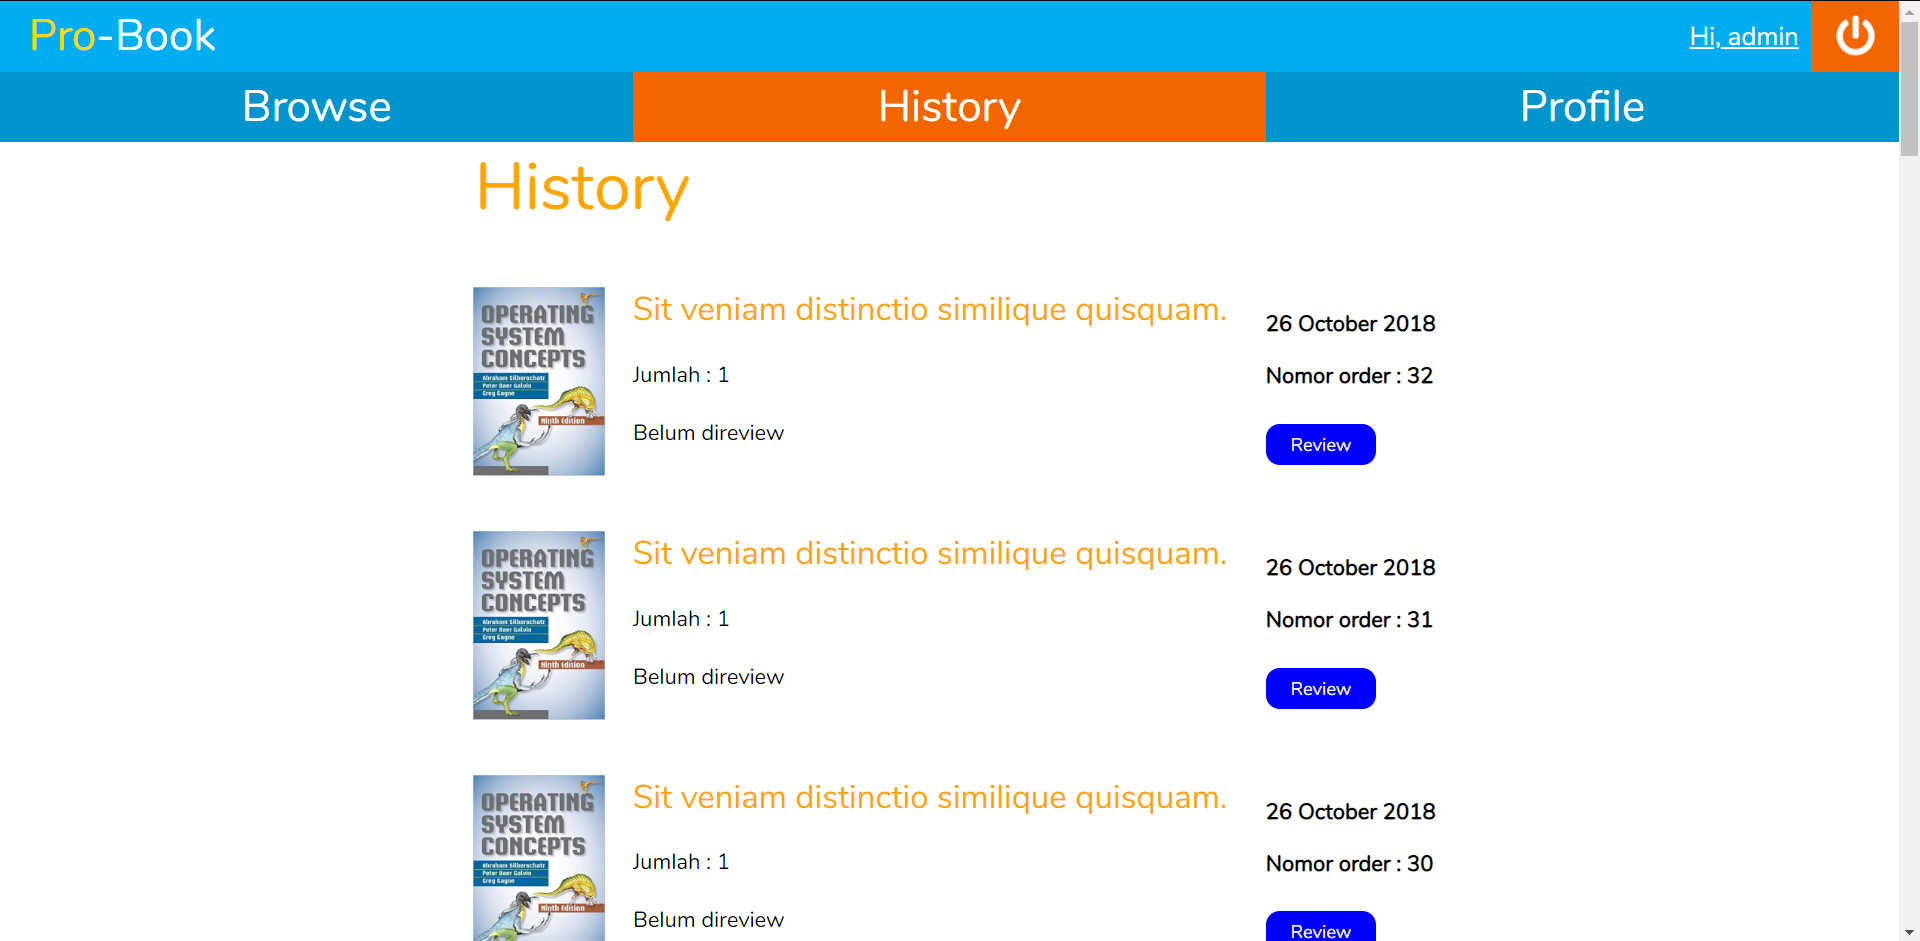 Pro-Book
Hi, admin
Browse
History
Profile
History
OPERATING
SYSTEM
CONCEPTS
Abraham Silberschatz
Peter Baer Galvin
Greg Gagne
Ninth Edition
Sit veniam distinctio similique quisquam.
Jumlah : 1
Belum direview
26 October 2018
Nomor order : 32
Review
OPERATING
SYSTEM
CONCEPTS
Abraham Silberschatz
Peter Baer Galvin
Greg Gagne
Ninth Edition
Sit veniam distinctio similique quisquam.
Jumlah : 1
Belum direview
26 October 2018
Nomor order : 31
Review
OPERATING
SYSTEM
CONCEPTS
Abraham Silberschatz
Peter Baer Galvin
Greg Gagne
Ninth Edition
Sit veniam distinctio similique quisquam.
Jumlah : 1
Belum direview
26 October 2018
Nomor order : 30
Review